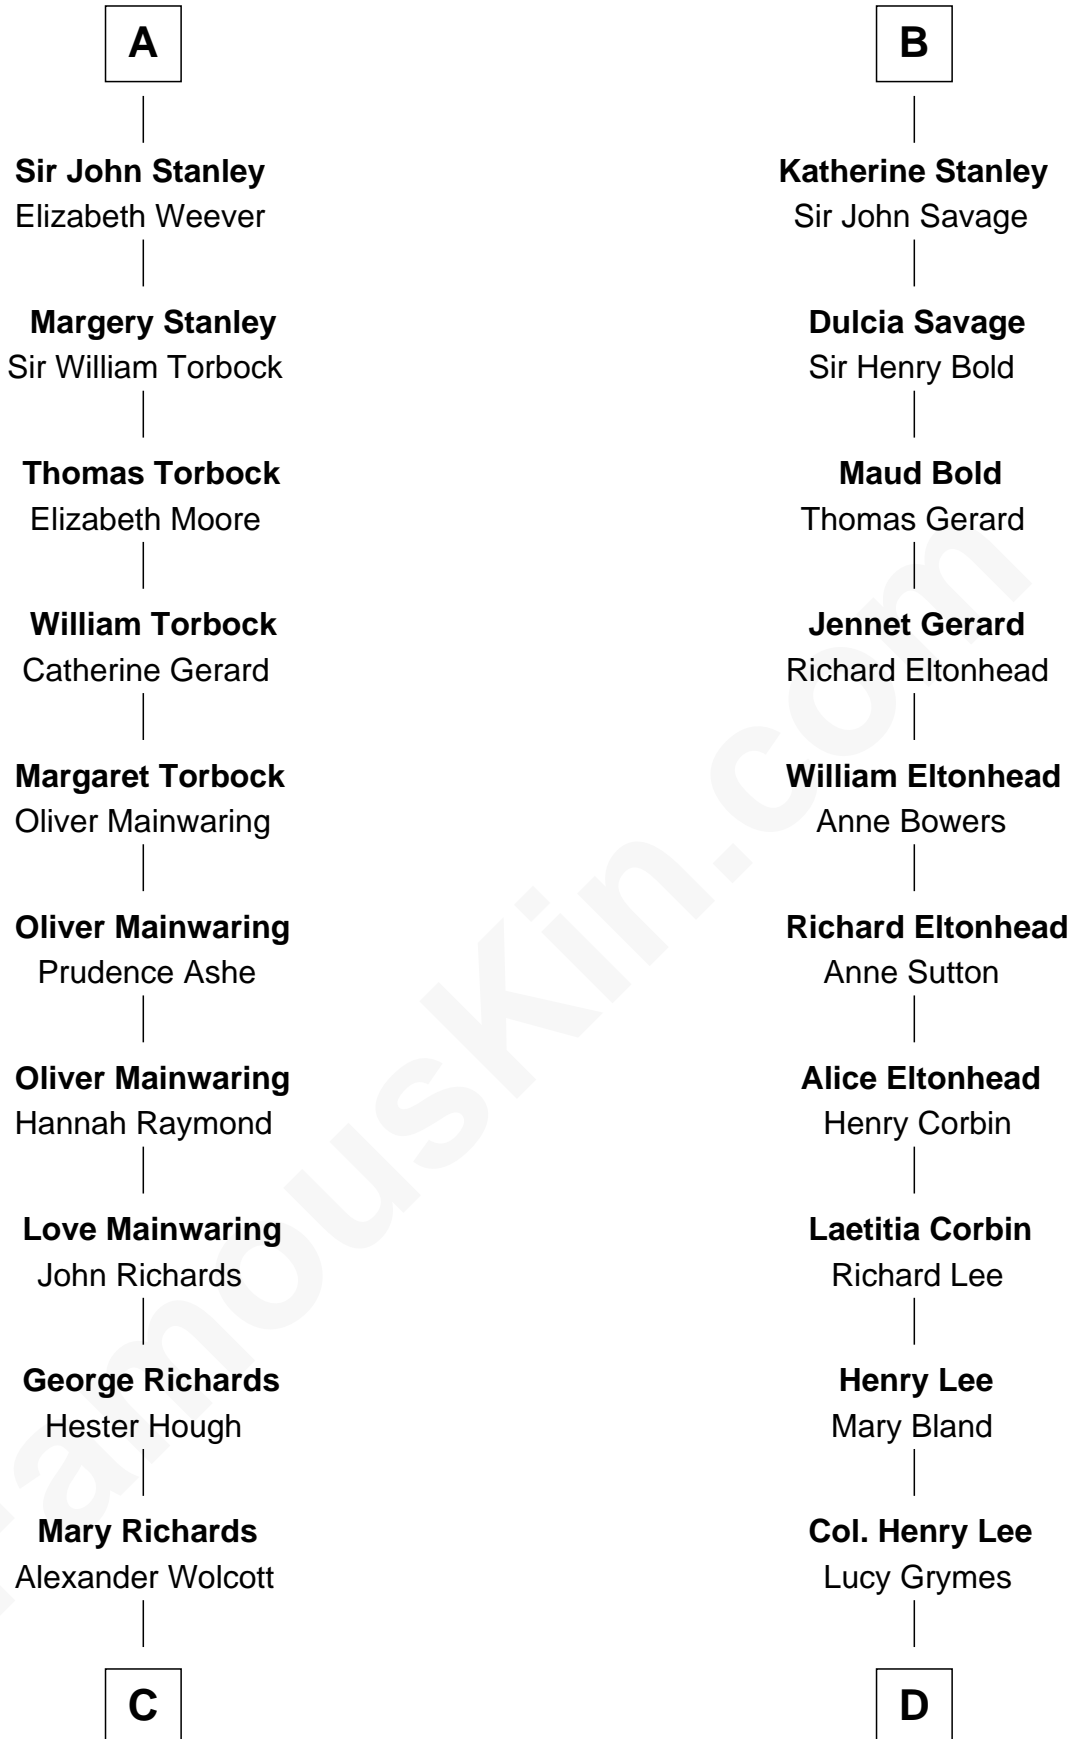 A
Sir John Stanley
Elizabeth Weever
Margery Stanley
Sir William Torbock
Thomas Torbock
Elizabeth Moore
William Torbock
Catherine Gerard
Margaret Torbock
Oliver Mainwaring
Oliver Mainwaring
Prudence Ashe
Oliver Mainwaring
Hannah Raymond
Love Mainwaring
John Richards
George Richards
Hester Hough
Mary Richards
Alexander Wolcott
C
B
Katherine Stanley
Sir John Savage
Dulcia Savage
Sir Henry Bold
Maud Bold
Thomas Gerard
Jennet Gerard
Richard Eltonhead
William Eltonhead
Anne Bowers
Richard Eltonhead
Anne Sutton
Alice Eltonhead
Henry Corbin
Laetitia Corbin
Richard Lee
Henry Lee
Mary Bland
Col. Henry Lee
Lucy Grymes
D
FamousKin.com